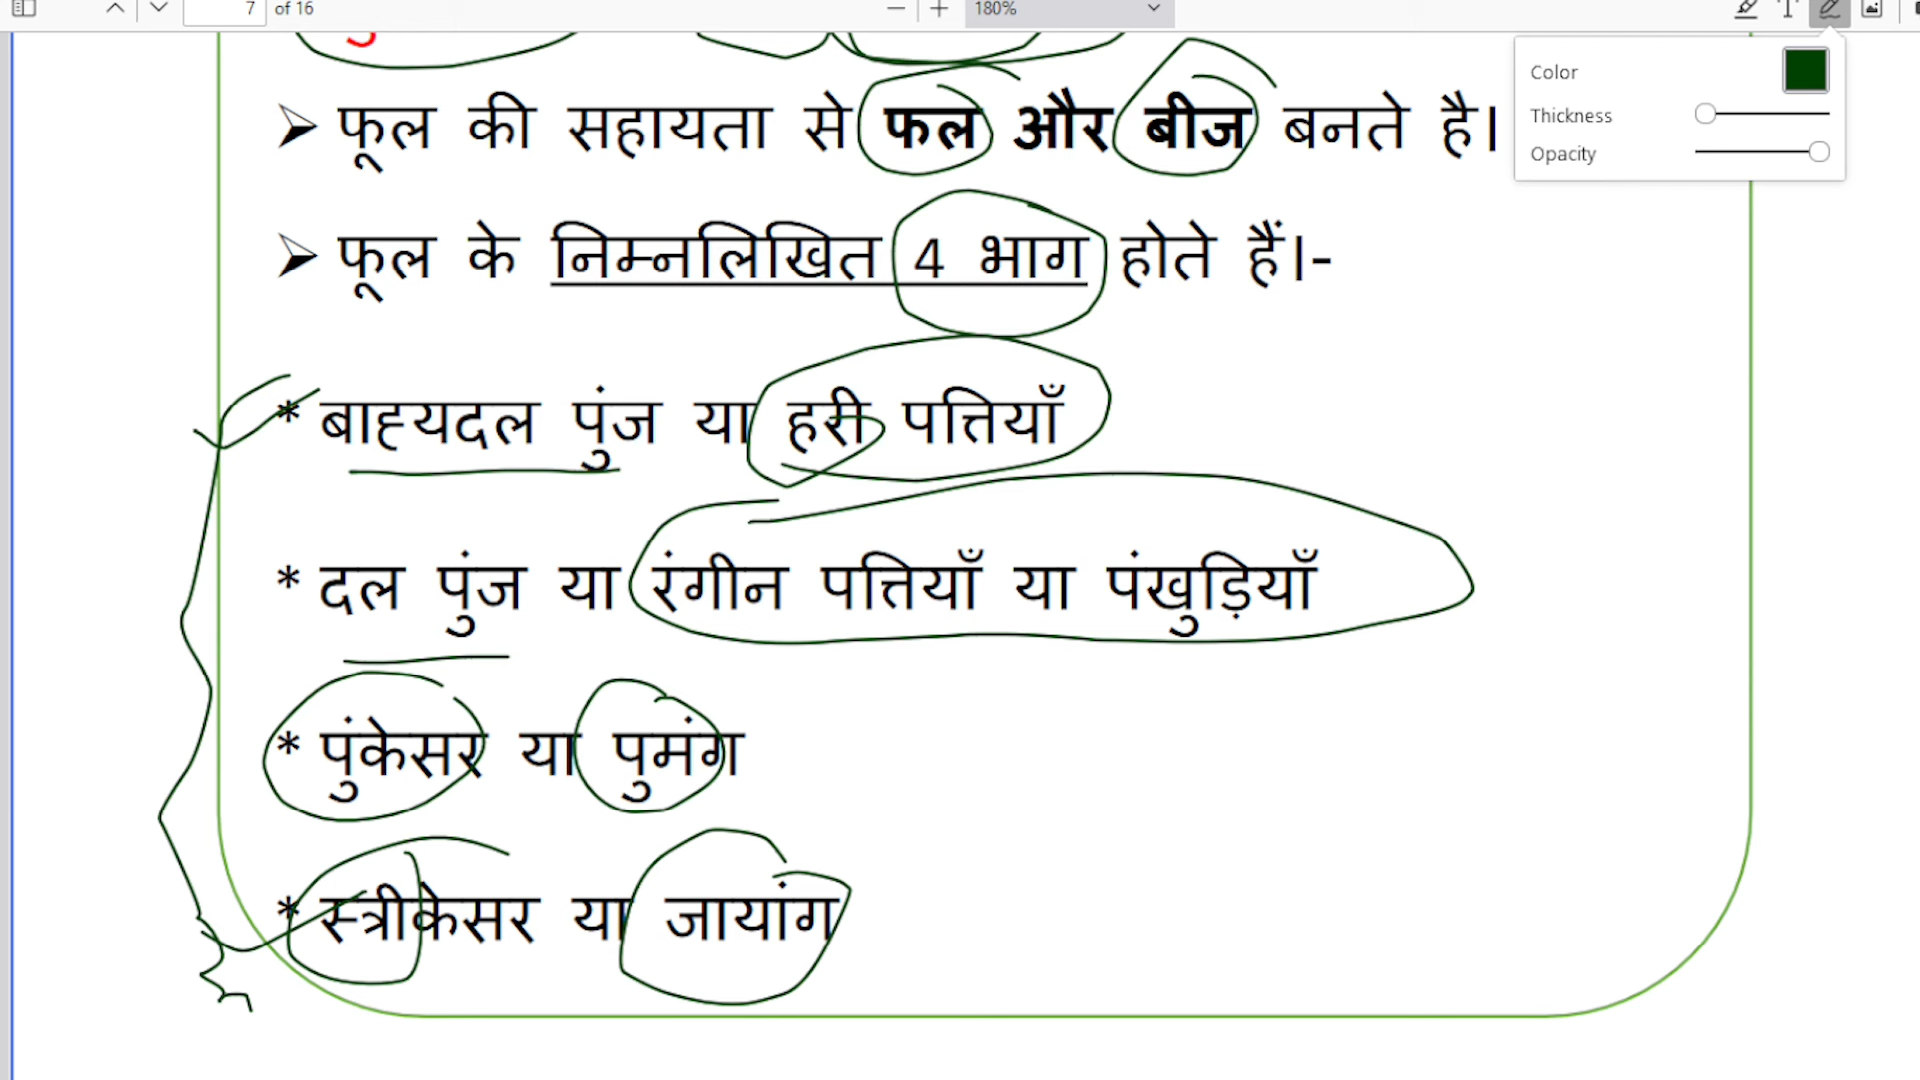 7 of 16 180%
Color
Thickness
Opacity
➢ फूल की सहायता से फल और बीज बनते है।
➢ फूल के निम्नलिखित 4 भाग होते हैं।-
* बाह्यदल पुंज या हरी पत्तियाँ
* दल पुंज या रंगीन पत्तियाँ या पंखुड़ियाँ
* पुंकेसर या पुमंग
* स्त्रीकेसर या जायांग